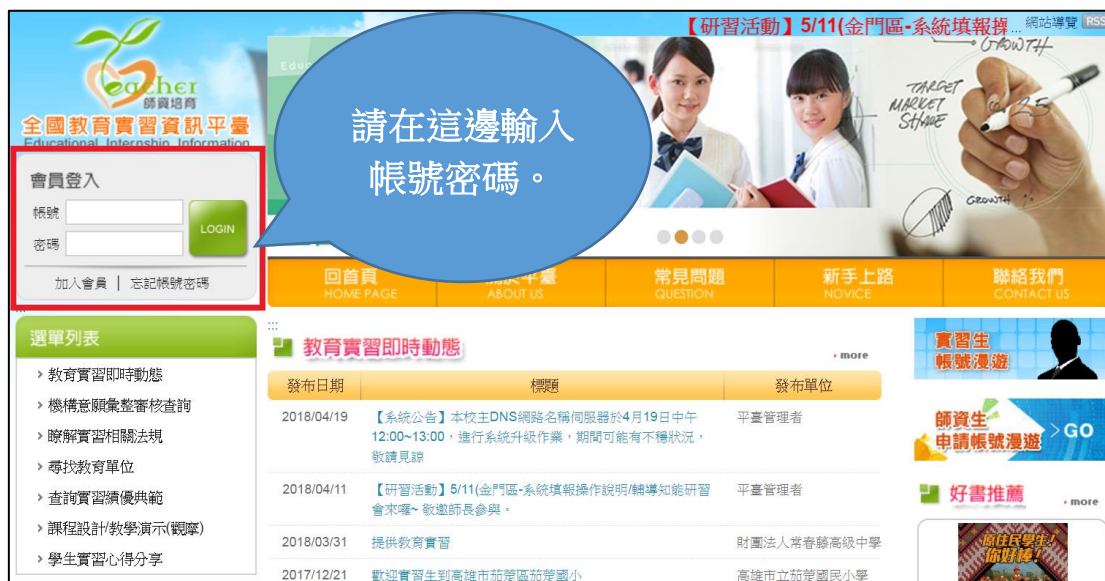 【研習活動】5/11(金門區-系統填報操...
網站導覽 RSS
Teacher
師資培育
全國教育實習資訊平臺
Educational Internship Information
請在這邊輸入
帳號密碼。
GROWTH
TARGET
MARKET
SHARE
25
GROWTH %
會員登入
帳號
密碼
LOGIN
加入會員 | 忘記帳號密碼
回首頁
HOME PAGE
ABOUT US
常見問題
QUESTION
新手上路
NOVICE
聯絡我們
CONTACT US
選單列表
教育實習即時動態
機構意願彙整審核查詢
瞭解實習相關法規
尋找教育單位
查詢實習績優典範
課程設計/教學演示(觀摩)
學生實習心得分享
教育實習即時動態
more
發布日期 標題 發布單位
2018/04/19 【系統公告】本校主DNS網路名稱伺服器於4月19日中午 平臺管理者
12:00~13:00,進行系統升級作業,期間可能有不穩狀況,
敬請見諒
2018/04/11 【研習活動】5/11(金門區-系統填報操作說明/輔導知能研習 平臺管理者
會來囉~ 敬邀師長參與。
2018/03/31 提供教育實習 財團法人常春藤高級中學
2017/12/21 歡迎實習生到高雄市茄萣區茄萣國小 高雄市立茄萣國民小學
實習生
帳號漫遊
師資生
申請帳號漫遊
GO
好書推薦
more
原住民學生
你好棒!